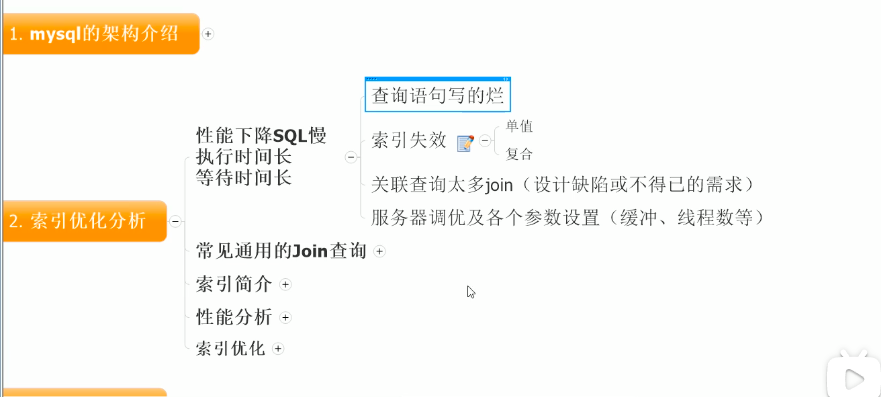 1. mysql的架构介绍
查询语句写的烂
性能下降SQL慢
执行时间长
等待时间长
索引失效
单值
复合
关联查询太多join（设计缺陷或不得已的需求）
服务器调优及各个参数设置（缓冲、线程数等）
2. 索引优化分析
常见通用的Join查询
索引简介
性能分析
索引优化